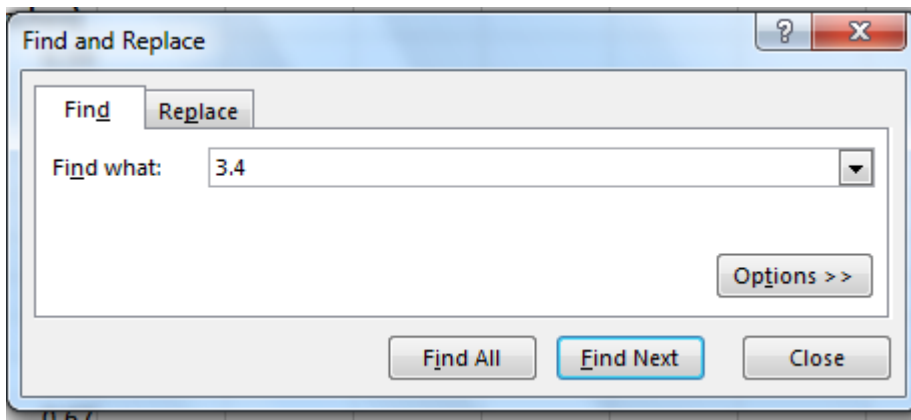 Find and Replace
Find Replace
Find what: 3.4
Options >>
Find All Find Next Close